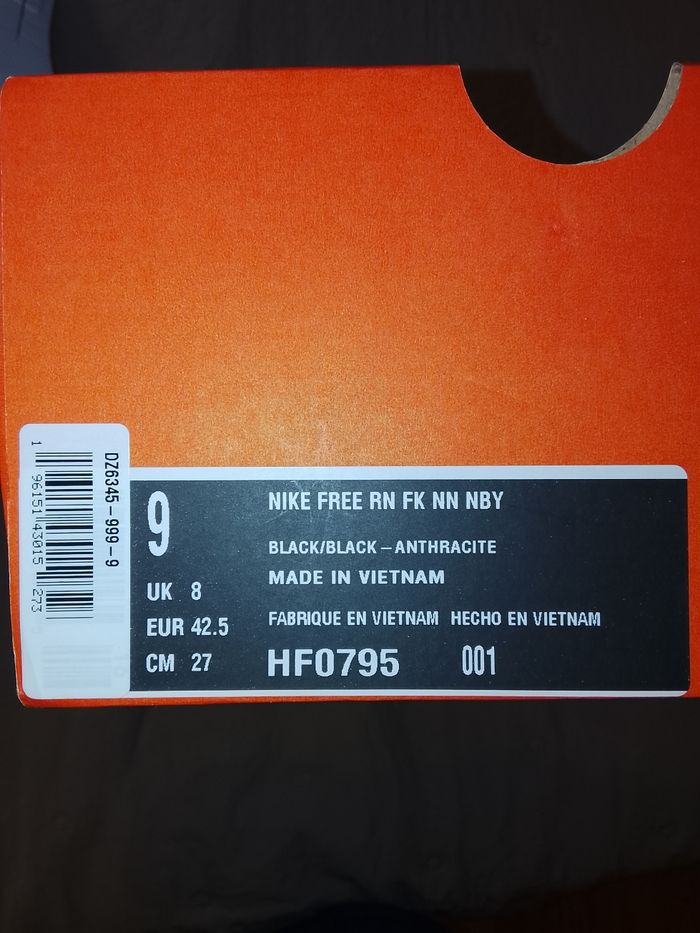 DZ6345-999-9
1 96151 43015 273
9
UK 8
EUR 42.5
CM 27
NIKE FREE RN FK NN NBY
BLACK/BLACK-ANTHRACITE
MADE IN VIETNAM
FABRIQUE EN VIETNAM HECHO EN VIETNAM
HF0795 001